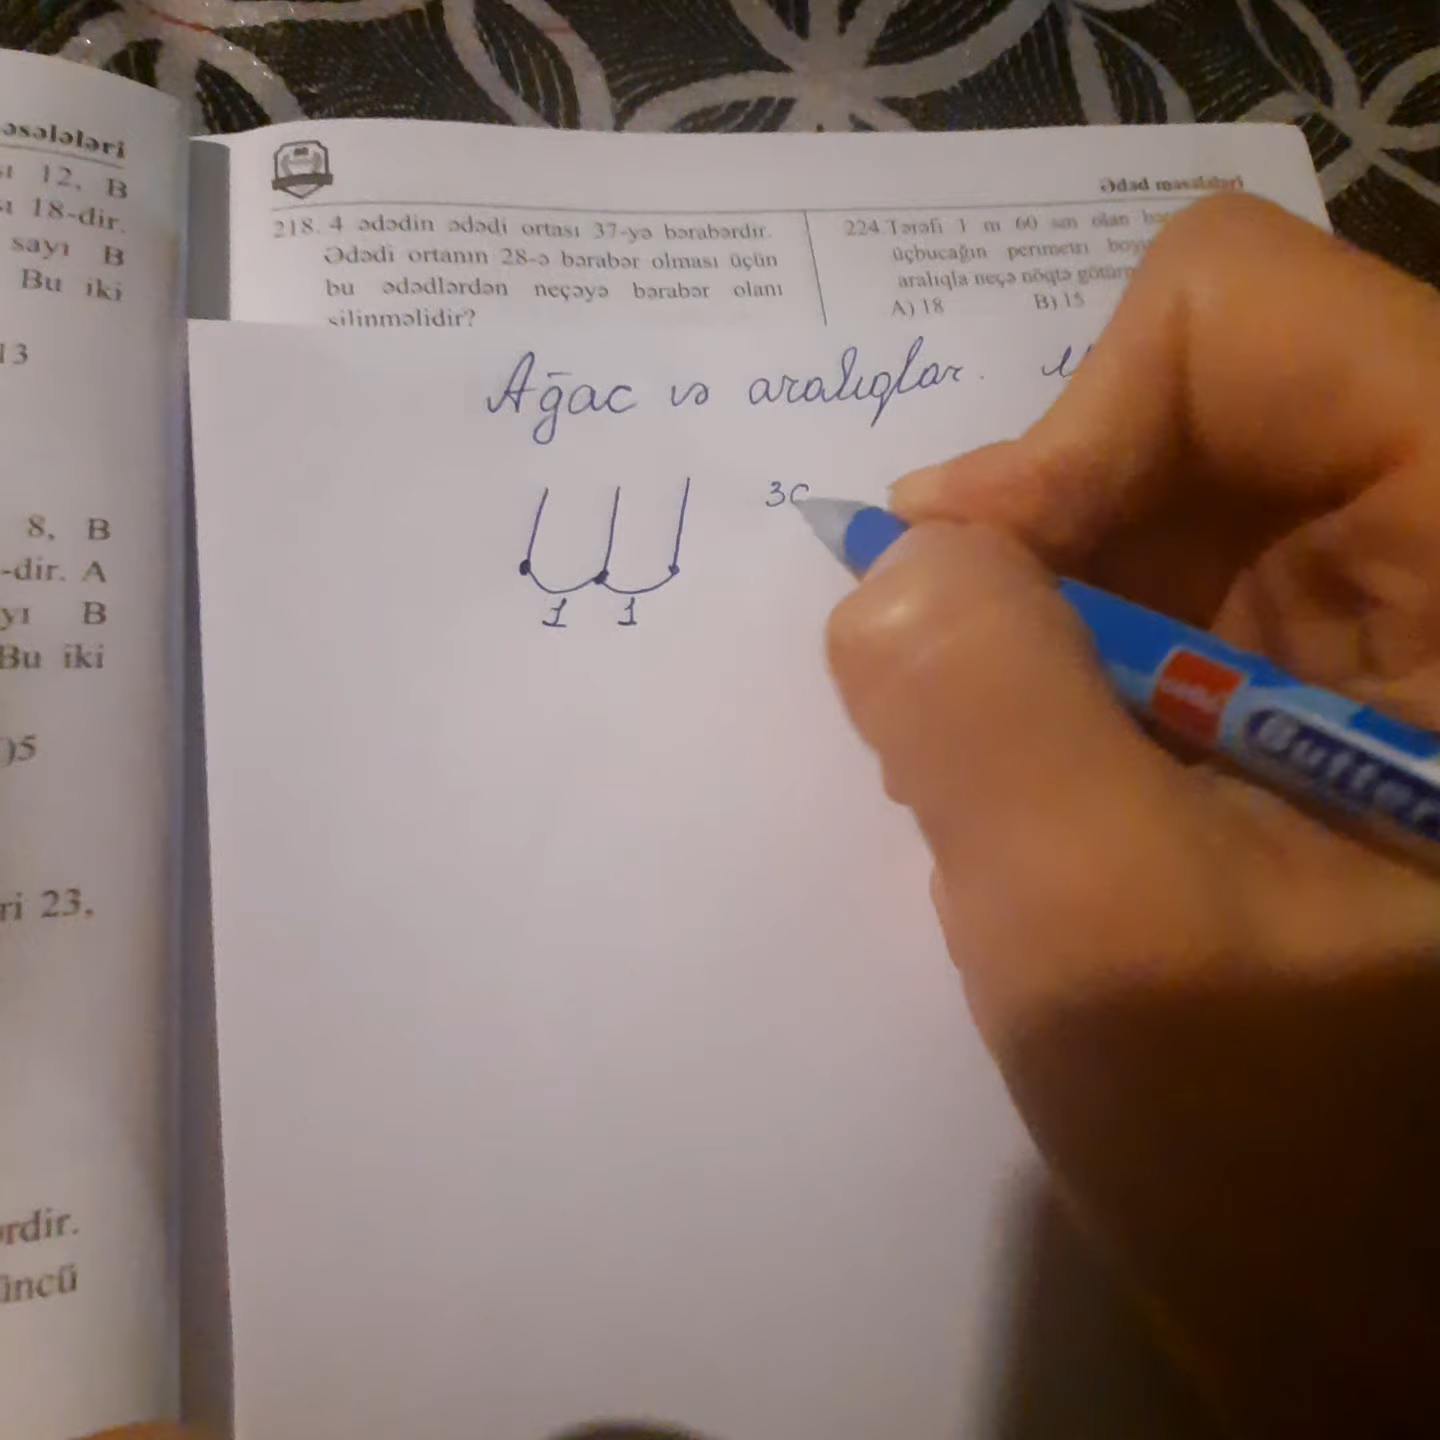 əsələləri
12, B
18-dir.
sayı B
Bu iki
13
8, B
-dir. A
yı B
Bu iki
)5
ri 23,
rdir.
üncü
Ədəd məsələləri
218. 4 ədədin ədədi ortası 37-yə bərabərdir.
Ədədi ortanın 28-ə bərabər olması üçün
bu ədədlərdən neçəyə bərabər olanı
silinməlidir?
224. Tərəfi 1 m 60 sm olan
üçbucağın perimetri
aralıqla neçə nöqtə
A) 18 B) 15
Ağac və aralıqlar.
3
1 1
Butter